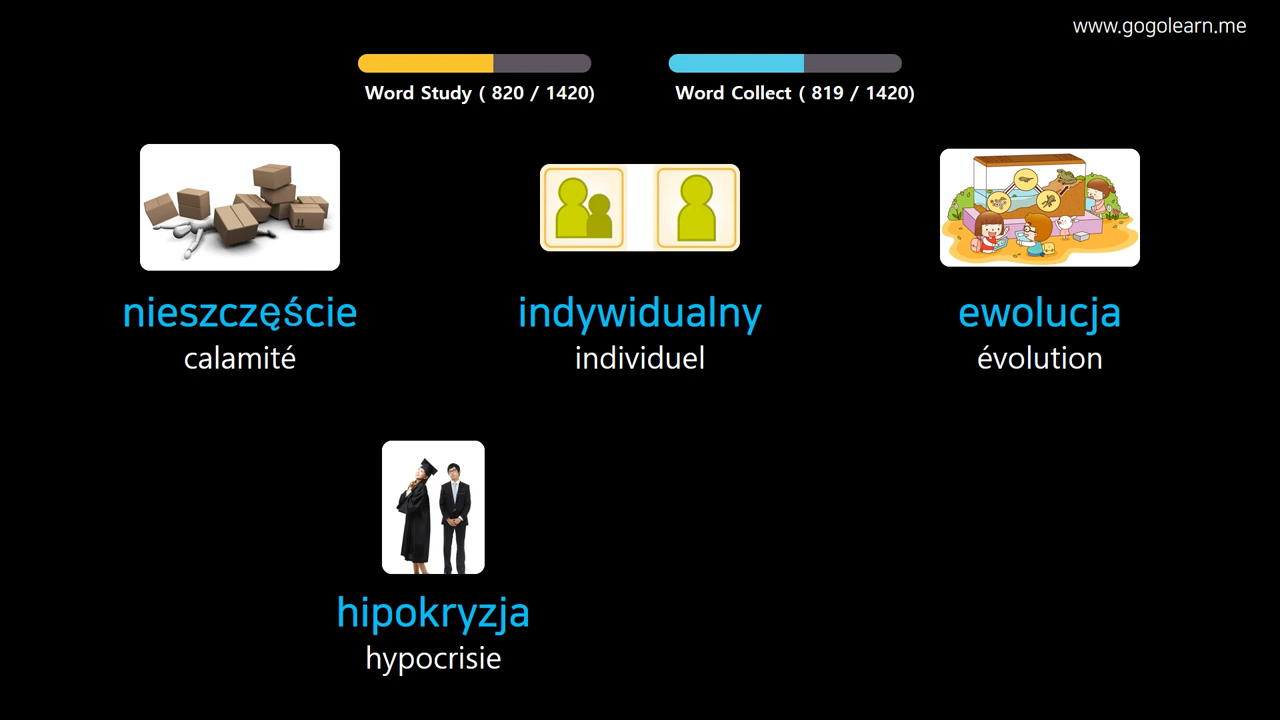 www.gogolearn.me
Word Study ( 820 / 1420)
Word Collect ( 819 / 1420)
nieszczęście
calamité
indywidualny
individuel
ewolucja
évolution
hipokryzja
hypocrisie